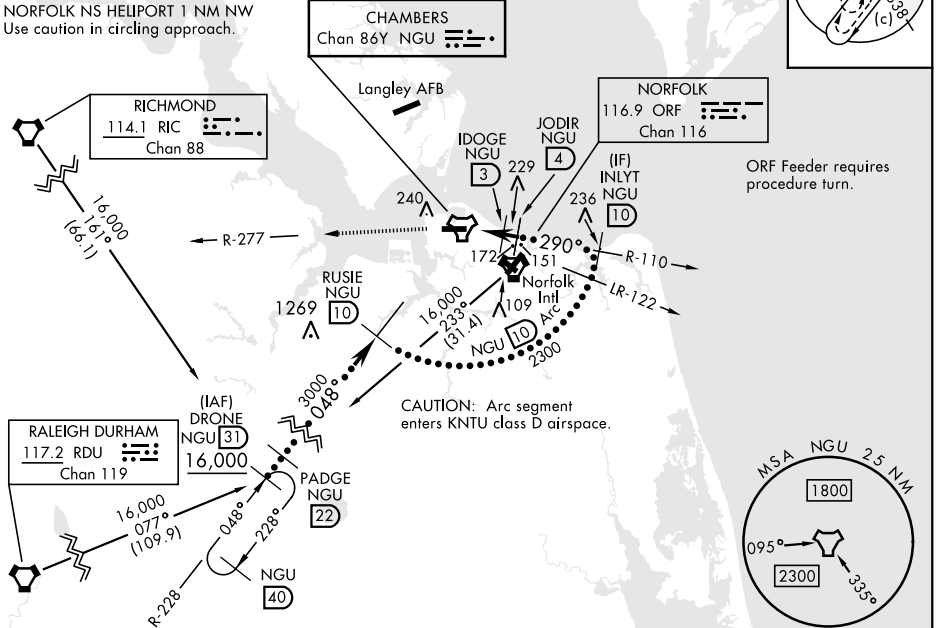 NORFOLK NS HELIPORT 1 NM NW
Use caution in circling approach.
CHAMBERS
Chan 86Y NGU
038
(c)
Langley AFB
RICHMOND
114.1 RIC
Chan 88
NORFOLK
116.9 ORF
Chan 116
IDOGE
NGU
3
JODIR
NGU
4
229
(IF)
INLYT
NGU
10
236
ORF Feeder requires
procedure turn.
240
16,000
161°
(66.1)
R-277
290°
R-110
172
151
Norfolk
Intl
LR-122
RUSIE
NGU
10
1269
16,000
233°
(31.4)
109
NGU 10 Arc
2300
3000
048°
(IAF)
DRONE
NGU 31
16,000
CAUTION: Arc segment
enters KNTU class D airspace.
RALEIGH DURHAM
117.2 RDU
Chan 119
PADGE
NGU
22
16,000
077°
(109.9)
048°
228°
NGU
40
R-228
MSA NGU 25 NM
1800
095°
2300
335°